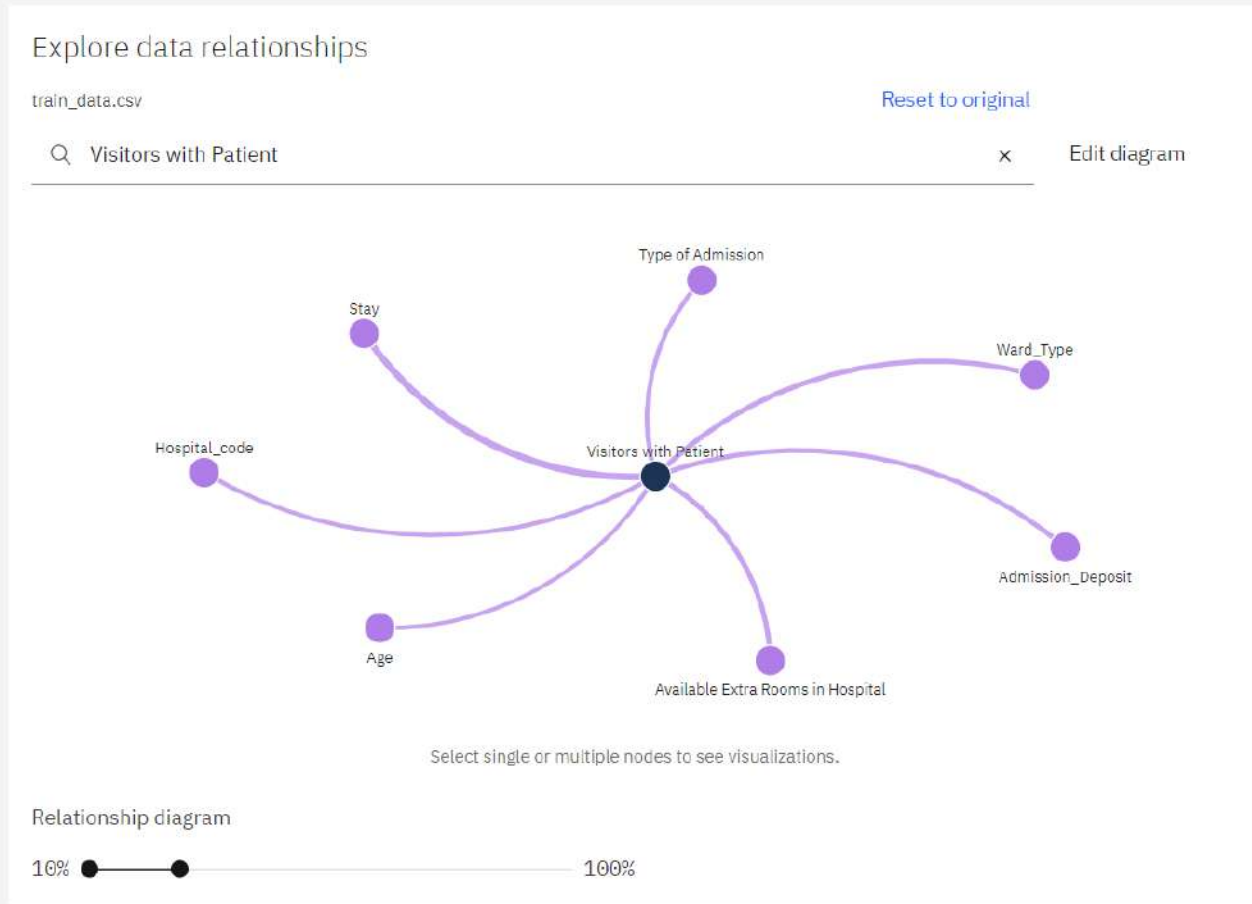 Explore data relationships
train_data.csv
Reset to original
Visitors with Patient
Edit diagram
Type of Admission
Stay
Ward_Type
Hospital_code
Visitors with Patient
Admission_Deposit
Age
Available Extra Rooms in Hospital
Select single or multiple nodes to see visualizations.
Relationship diagram
10% 100%